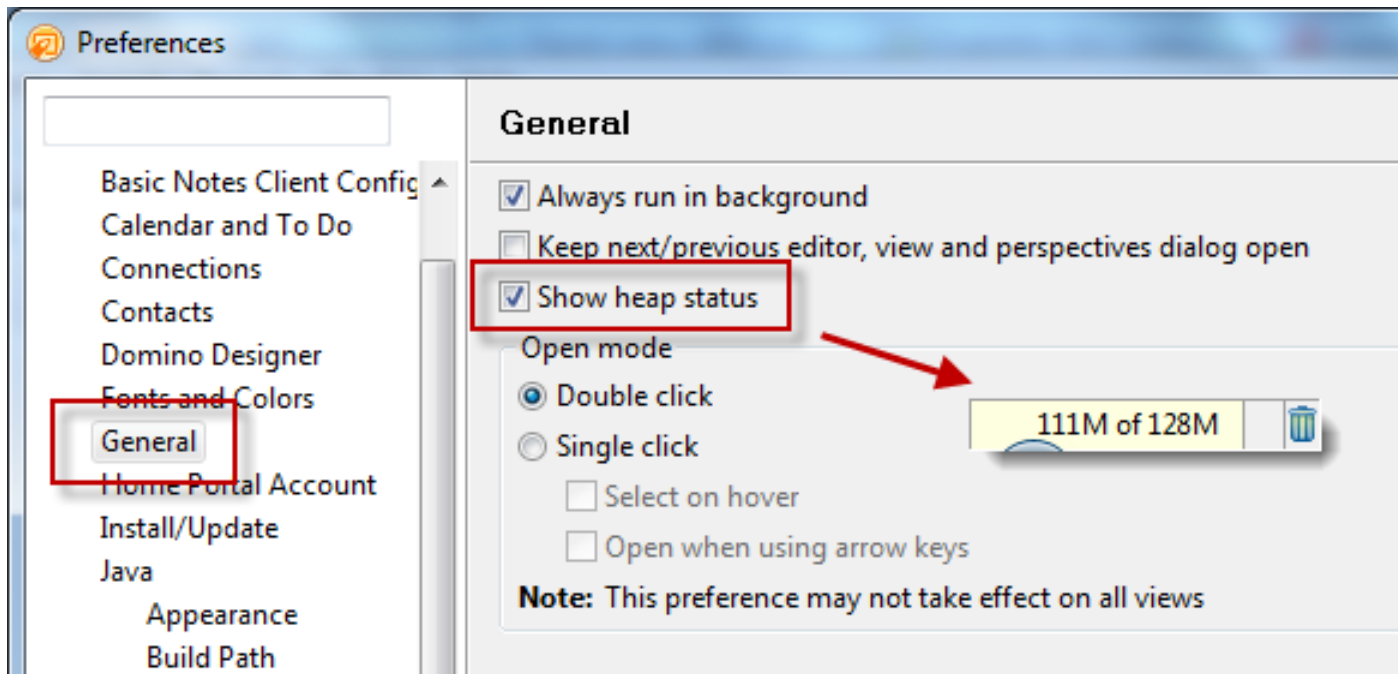 Preferences
Basic Notes Client Config
Calendar and To Do
Connections
Contacts
Domino Designer
Fonts and Colors
General
Home Portal Account
Install/Update
Java
Appearance
Build Path
General
Always run in background
Keep next/previous editor, view and perspectives dialog open
Show heap status
Open mode
Double click
Single click
Select on hover
Open when using arrow keys
Note: This preference may not take effect on all views
111M of 128M